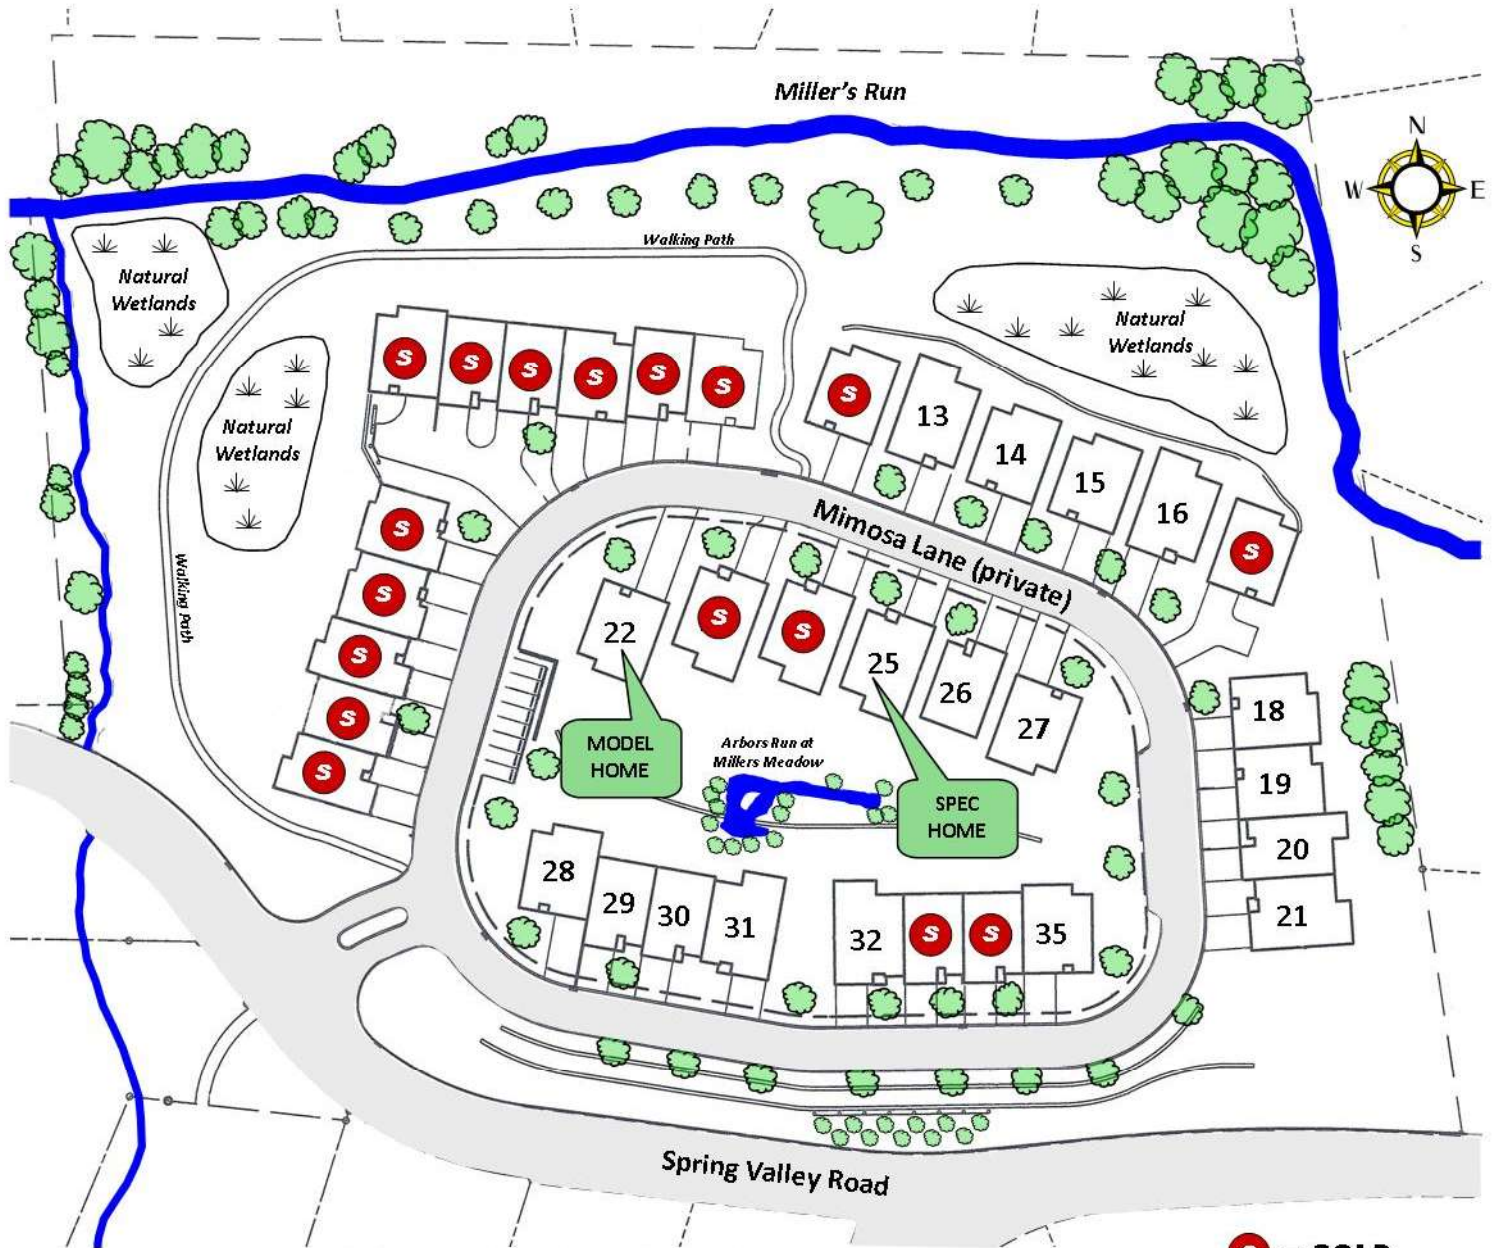 Miller's Run
N
W
E
S
Walking Path
Natural
Wetlands
Natural
Wetlands
Natural
Wetlands
S
S
S
S
S
S
S
13
14
15
16
S
Mimosa Lane (private)
S
S
S
S
S
Walking Path
22
S
S
25
26
27
18
19
20
21
MODEL
HOME
Arbors Run at
Millers Meadow
SPEC
HOME
28
29
30
31
32
S
S
35
Spring Valley Road
S